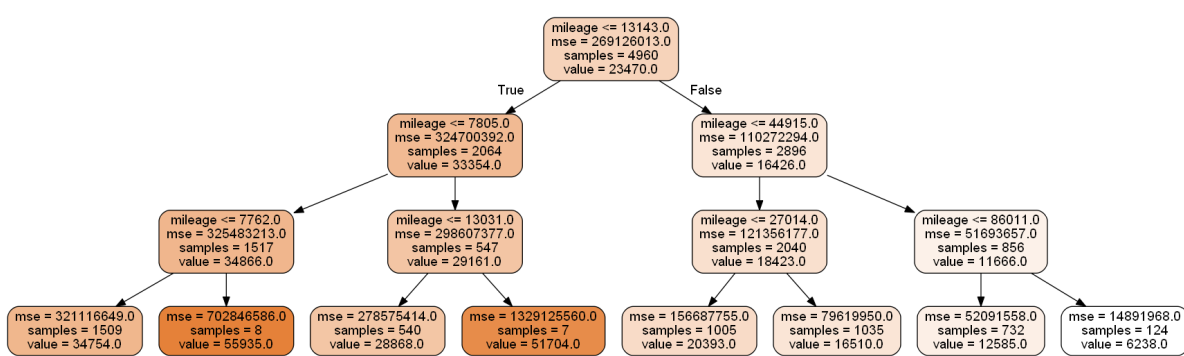 mileage <= 13143.0
mse = 269126013.0
samples = 4960
value = 23470.0
True
False
mileage <= 7805.0
mse = 324700392.0
samples = 2064
value = 33354.0
mileage <= 44915.0
mse = 110272294.0
samples = 2896
value = 16426.0
mileage <= 7762.0
mse = 325483213.0
samples = 1517
value = 34866.0
mileage <= 13031.0
mse = 298607377.0
samples = 547
value = 29161.0
mileage <= 27014.0
mse = 121356177.0
samples = 2040
value = 18423.0
mileage <= 86011.0
mse = 51693657.0
samples = 856
value = 11666.0
mse = 321116649.0
samples = 1509
value = 34754.0
mse = 702846586.0
samples = 8
value = 55935.0
mse = 278575414.0
samples = 540
value = 28868.0
mse = 1329125560.0
samples = 7
value = 51704.0
mse = 156687755.0
samples = 1005
value = 20393.0
mse = 79619950.0
samples = 1035
value = 16510.0
mse = 52091558.0
samples = 732
value = 12585.0
mse = 14891968.0
samples = 124
value = 6238.0